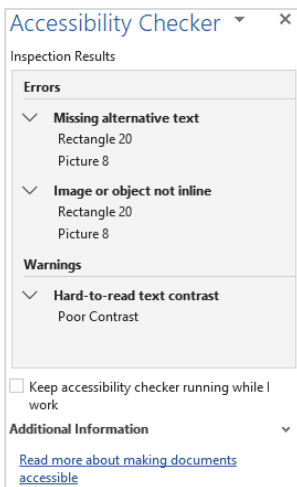 Accessibility Checker
Inspection Results
Errors
Missing alternative text
Rectangle 20
Picture 8
Image or object not inline
Rectangle 20
Picture 8
Warnings
Hard-to-read text contrast
Poor Contrast
Keep accessibility checker running while I
work
Additional Information
Read more about making documents
accessible